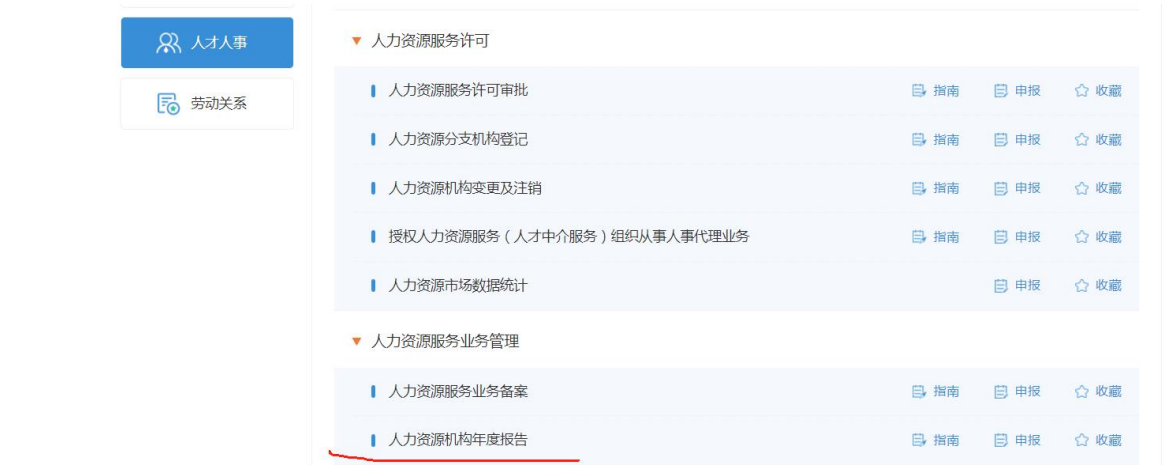 人才人事
劳动关系
人力资源服务许可
人力资源服务许可审批 指南 申报 收藏
人力资源分支机构登记 指南 申报 收藏
人力资源机构变更及注销 指南 申报 收藏
授权人力资源服务（人才中介服务）组织从事人事代理业务 指南 申报 收藏
人力资源市场数据统计 申报 收藏
人力资源服务业务管理
人力资源服务业务备案 指南 申报 收藏
人力资源机构年度报告 指南 申报 收藏